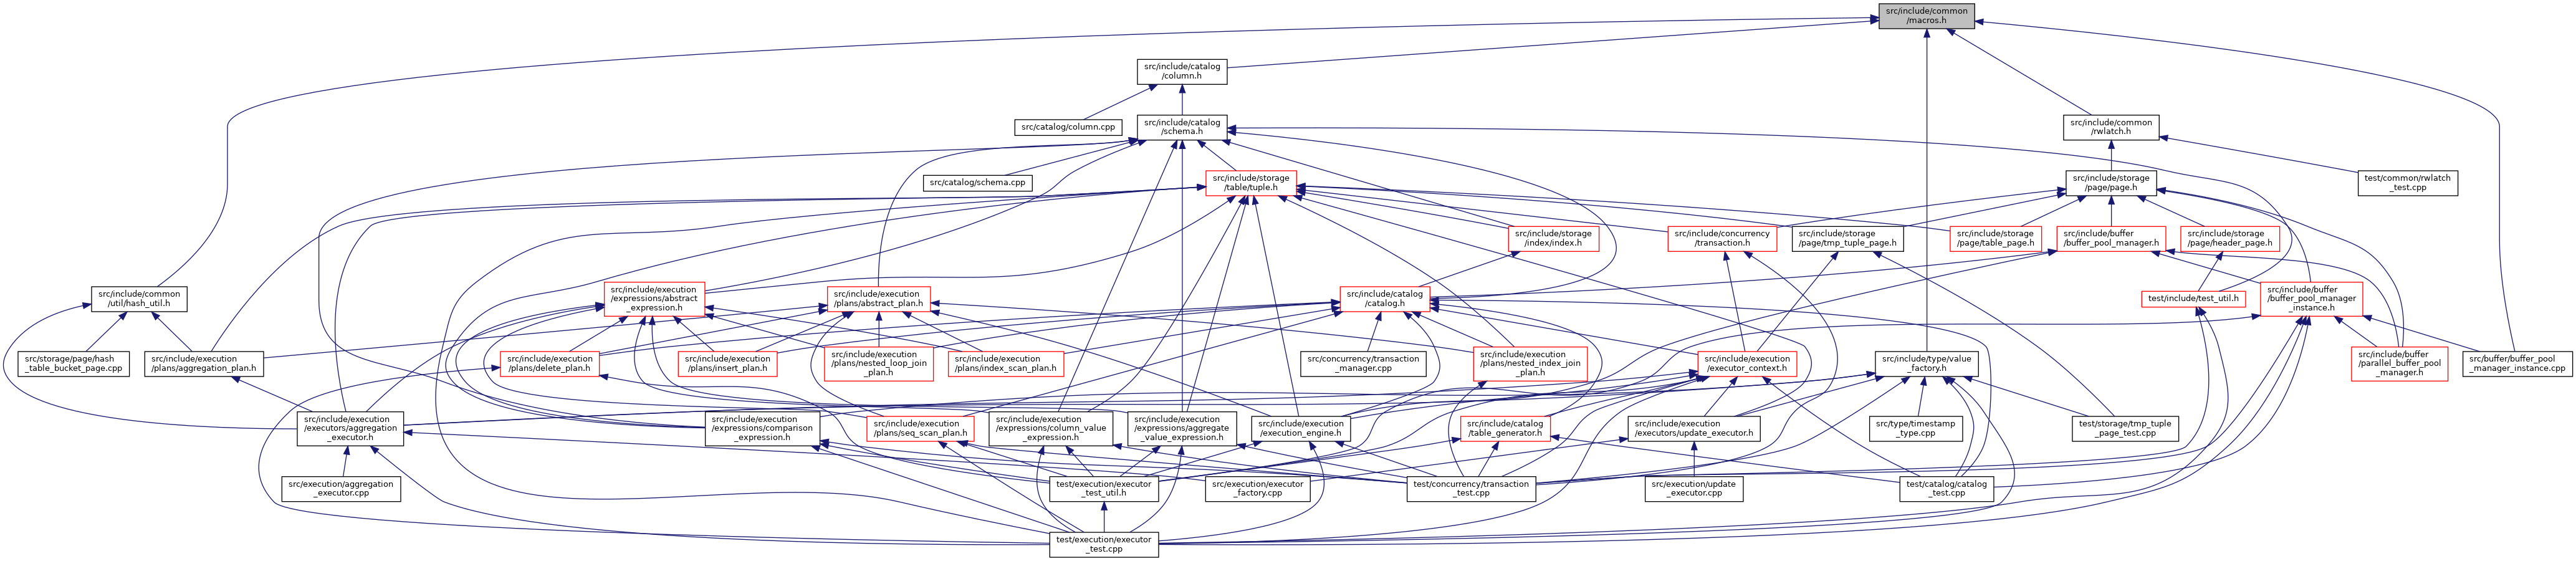 src/include/common
/macros.h
src/include/catalog
/column.h
src/catalog/column.cpp
src/include/catalog
/schema.h
src/include/common
/rwlatch.h
src/catalog/schema.cpp
src/include/storage
/table/tuple.h
src/include/storage
/page/page.h
test/common/rwlatch
_test.cpp
src/include/storage
/index/index.h
src/include/concurrency
/transaction.h
src/include/storage
/page/tmp_tuple_page.h
src/include/storage
/page/table_page.h
src/include/buffer
/buffer_pool_manager.h
src/include/storage
/page/header_page.h
src/include/common
/util/hash_util.h
src/include/execution
/expressions/abstract
_expression.h
src/include/execution
/plans/abstract_plan.h
src/include/catalog
/catalog.h
test/include/test_util.h
src/include/buffer
/buffer_pool_manager
_instance.h
src/storage/page/hash
_table_bucket_page.cpp
src/include/execution
/plans/aggregation_plan.h
src/include/execution
/plans/delete_plan.h
src/include/execution
/plans/insert_plan.h
src/include/execution
/plans/nested_loop_join
_plan.h
src/include/execution
/plans/index_scan_plan.h
src/concurrency/transaction
_manager.cpp
src/include/execution
/plans/nested_index_join
_plan.h
src/include/execution
/executor_context.h
src/include/type/value
_factory.h
src/include/buffer
/parallel_buffer_pool
_manager.h
src/buffer/buffer_pool
_manager_instance.cpp
src/include/execution
/executors/aggregation
_executor.h
src/include/execution
/expressions/comparison
_expression.h
src/include/execution
/plans/seq_scan_plan.h
src/include/execution
/expressions/column_value
_expression.h
src/include/execution
/expressions/aggregate
_value_expression.h
src/include/execution
/execution_engine.h
src/include/catalog
/table_generator.h
src/include/execution
/executors/update_executor.h
src/type/timestamp
_type.cpp
test/storage/tmp_tuple
_page_test.cpp
src/execution/aggregation
_executor.cpp
test/execution/executor
_test_util.h
src/execution/executor
_factory.cpp
test/concurrency/transaction
_test.cpp
src/execution/update
_executor.cpp
test/catalog/catalog
_test.cpp
test/execution/executor
_test.cpp